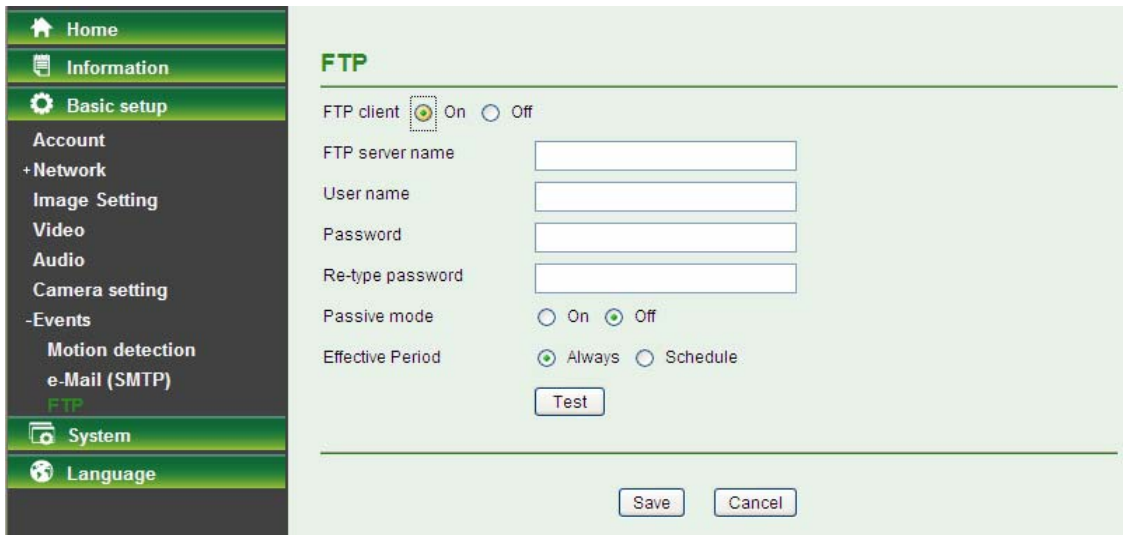 Home
Information
Basic setup
Account
+Network
Image Setting
Video
Audio
Camera setting
-Events
Motion detection
e-Mail (SMTP)
FTP
System
Language
FTP
FTP client On Off
FTP server name
User name
Password
Re-type password
Passive mode On Off
Effective Period Always Schedule
Test
Save Cancel